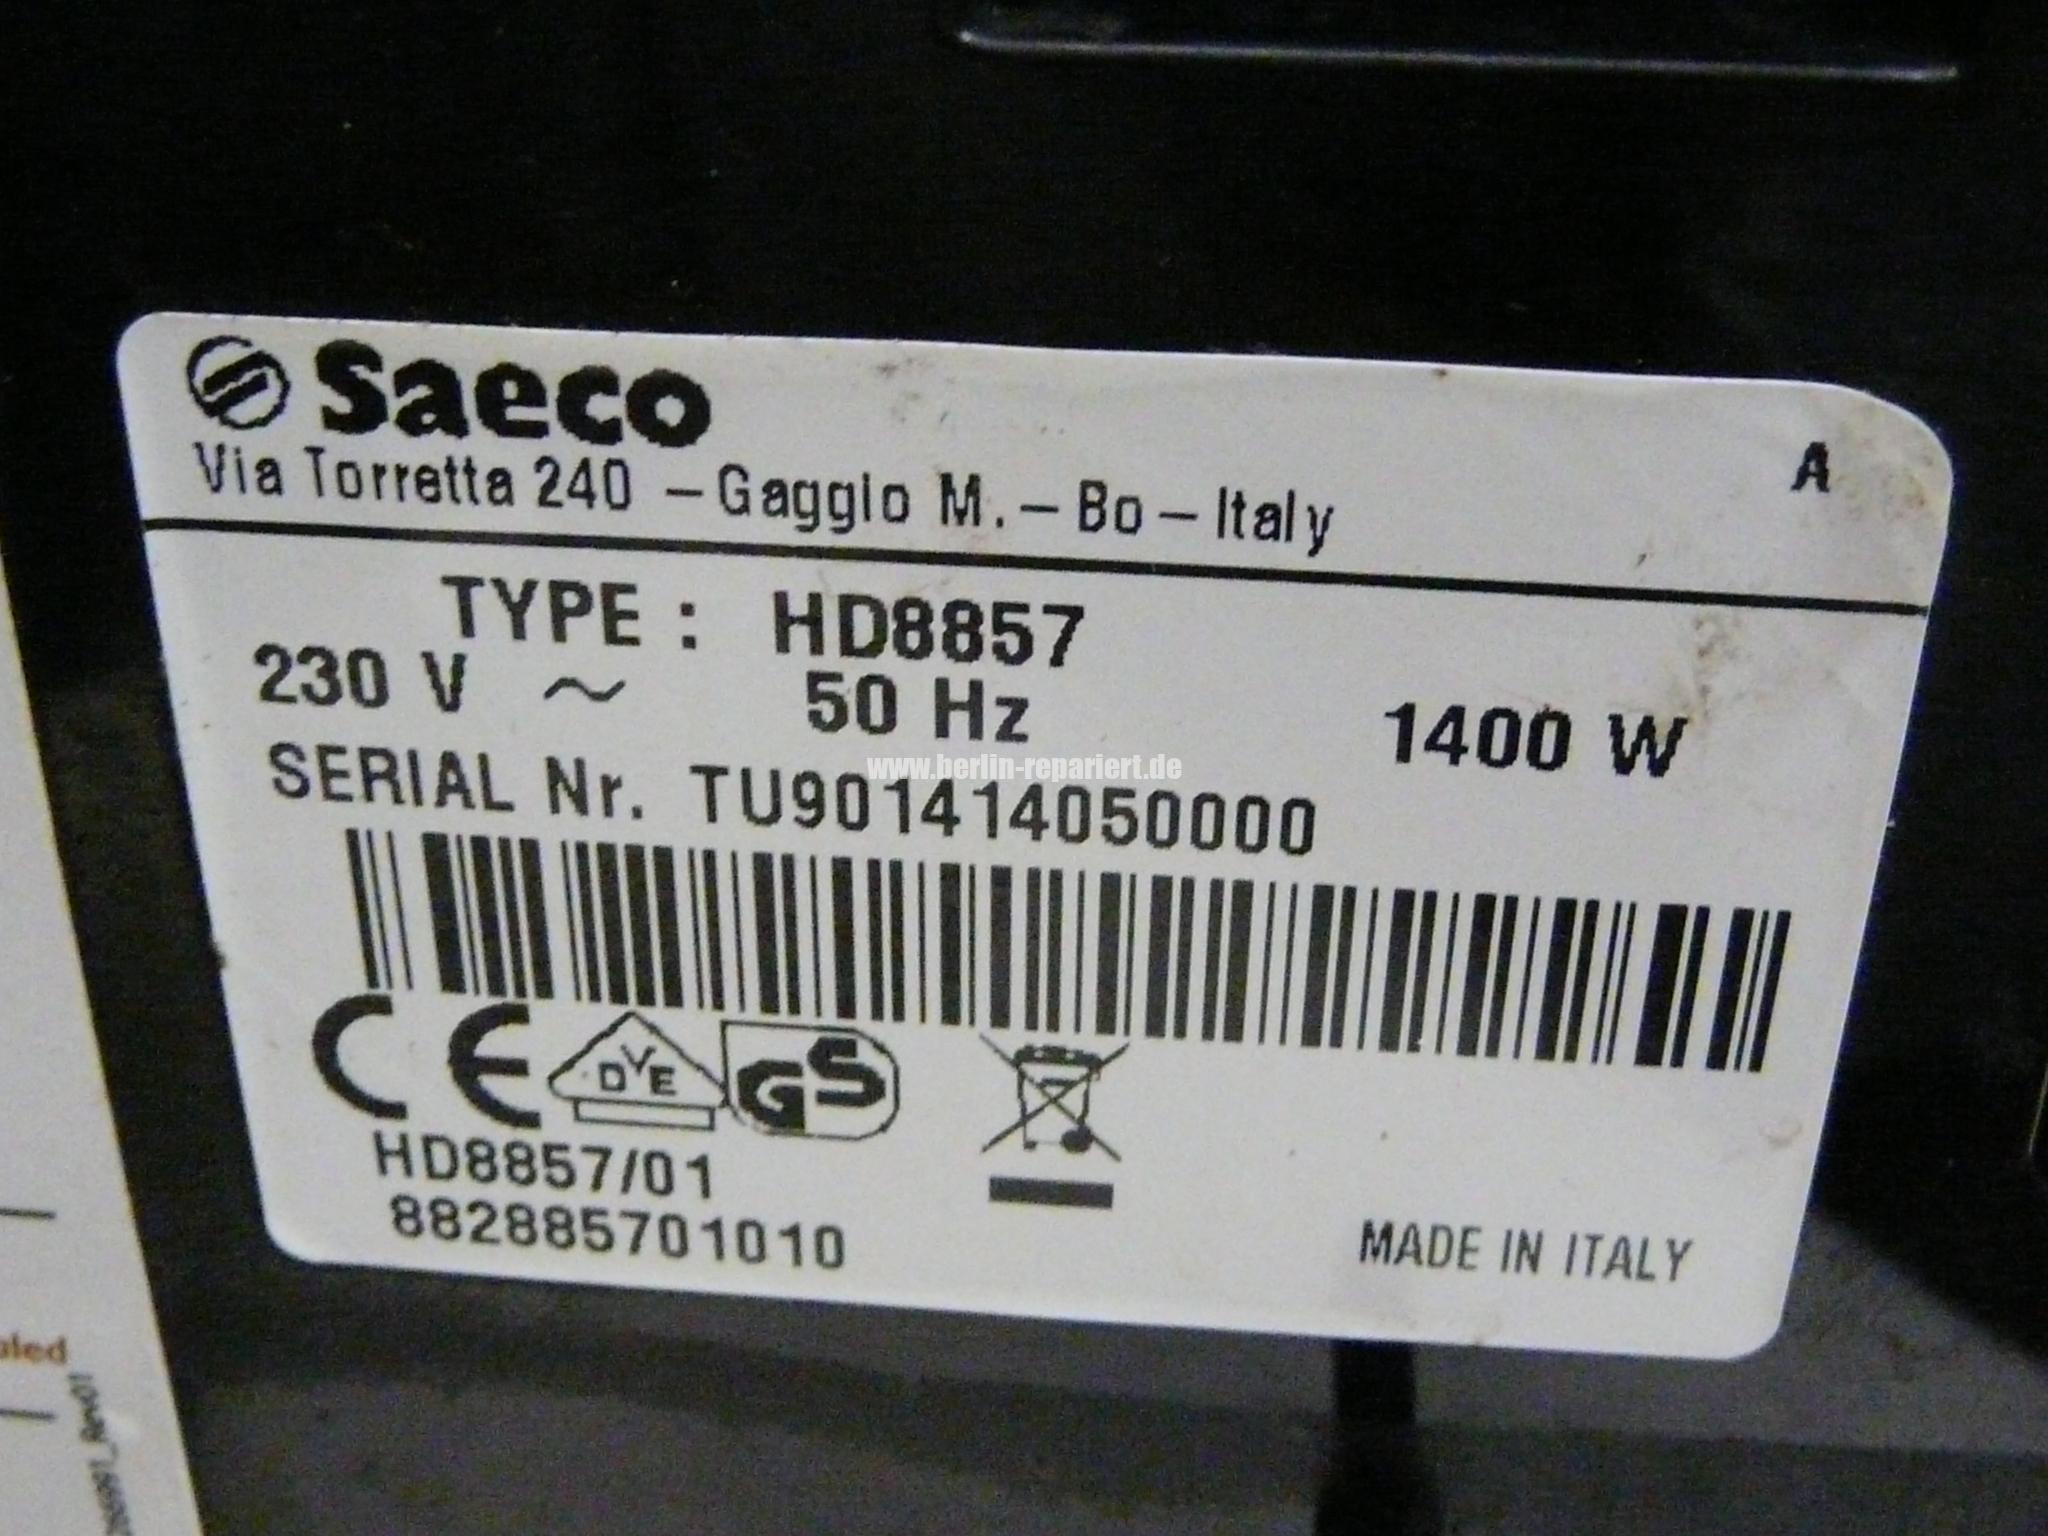 Saeco
A
Via Torretta 240 - Gaggio M. - Bo - Italy
TYPE : HD8857
230 V ~ 50 Hz 1400 W
www.berlin-repariert.de
SERIAL Nr. TU901414050000
CE DVE GS
HD8857/01
882885701010
MADE IN ITALY